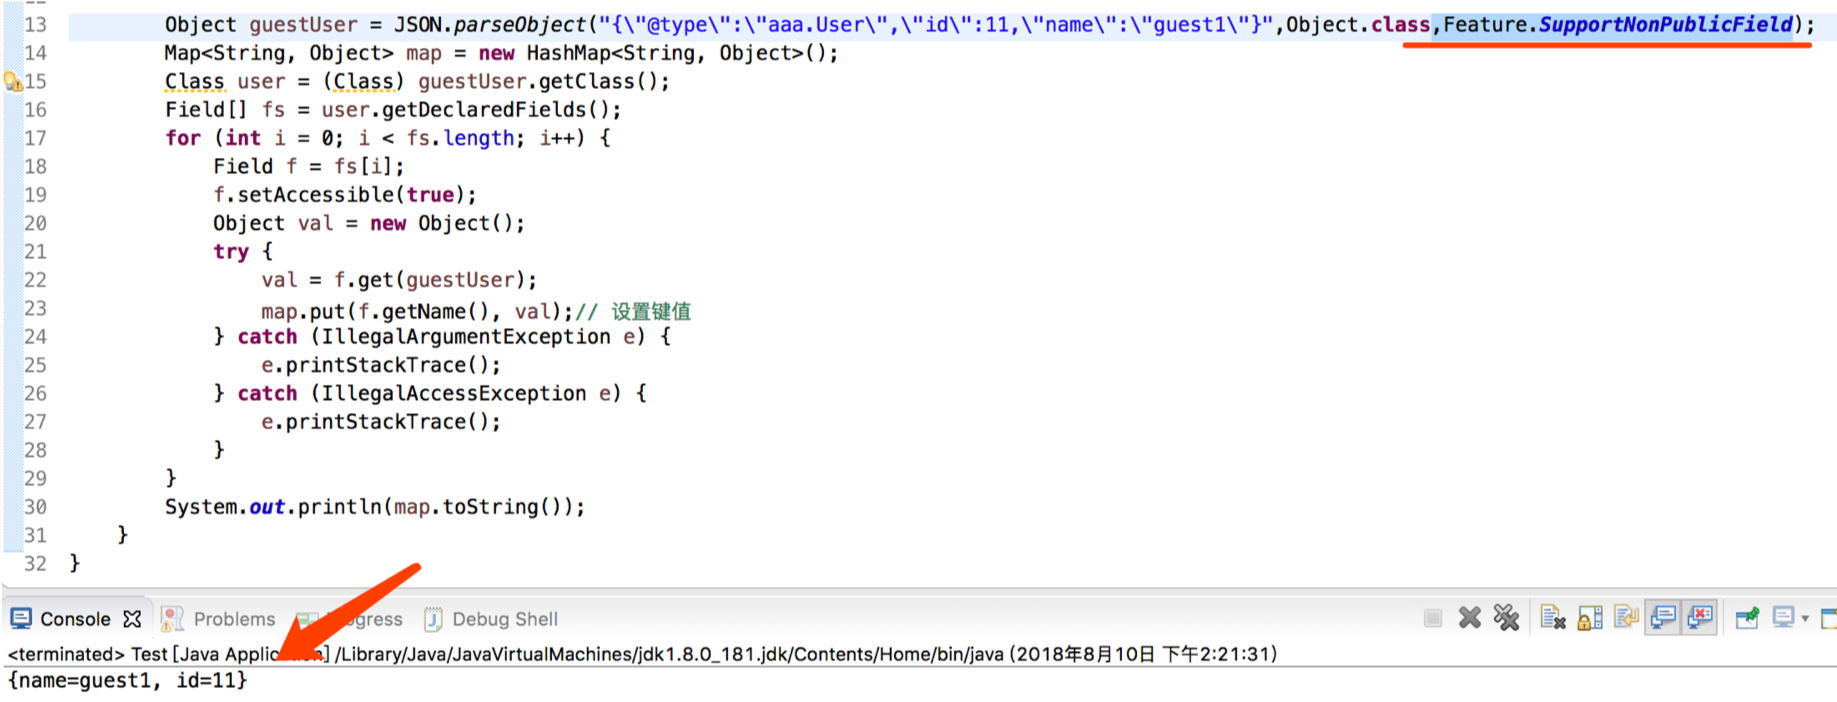 13 Object guestUser = JSON.parseObject("{\"@type\":\"aaa.User\",\"id\":11,\"name\":\"guest1\"}",Object.class,Feature.SupportNonPublicField);
14 Map<String, Object> map = new HashMap<String, Object>();
15 Class user = (Class) guestUser.getClass();
16 Field[] fs = user.getDeclaredFields();
17 for (int i = 0; i < fs.length; i++) {
18 Field f = fs[i];
19 f.setAccessible(true);
20 Object val = new Object();
21 try {
22 val = f.get(guestUser);
23 map.put(f.getName(), val);// 设置键值
24 } catch (IllegalArgumentException e) {
25 e.printStackTrace();
26 } catch (IllegalAccessException e) {
27 e.printStackTrace();
28 }
29 }
30 System.out.println(map.toString());
31 }
32 }
Console Problems gress Debug Shell
<terminated> Test [Java Applic n] /Library/Java/JavaVirtualMachines/jdk1.8.0_181.jdk/Contents/Home/bin/java (2018年8月10日 下午2:21:31)
{name=guest1, id=11}